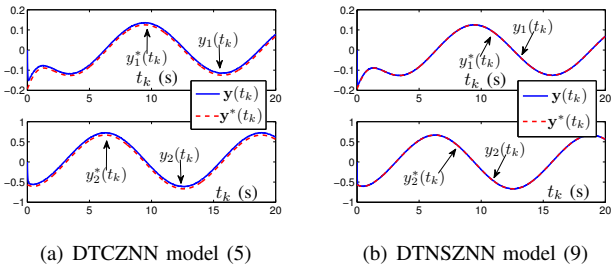 0.2
0.1
0
-0.1
-0.2
0 5 10 15 20
y₁(tₖ)
y₁*(tₖ)
tₖ (s)
y(tₖ)
y*(tₖ)
1
0.5
0
-0.5
-1
0 5 10 15 20
y₂(tₖ)
y₂*(tₖ)
tₖ (s)
(a) DTCZNN model (5)
0.2
0.1
0
-0.1
-0.2
0 5 10 15 20
y₁(tₖ)
y₁*(tₖ)
tₖ (s)
y(tₖ)
y*(tₖ)
1
0.5
0
-0.5
-1
0 5 10 15 20
y₂(tₖ)
y₂*(tₖ)
tₖ (s)
(b) DTNSZNN model (9)